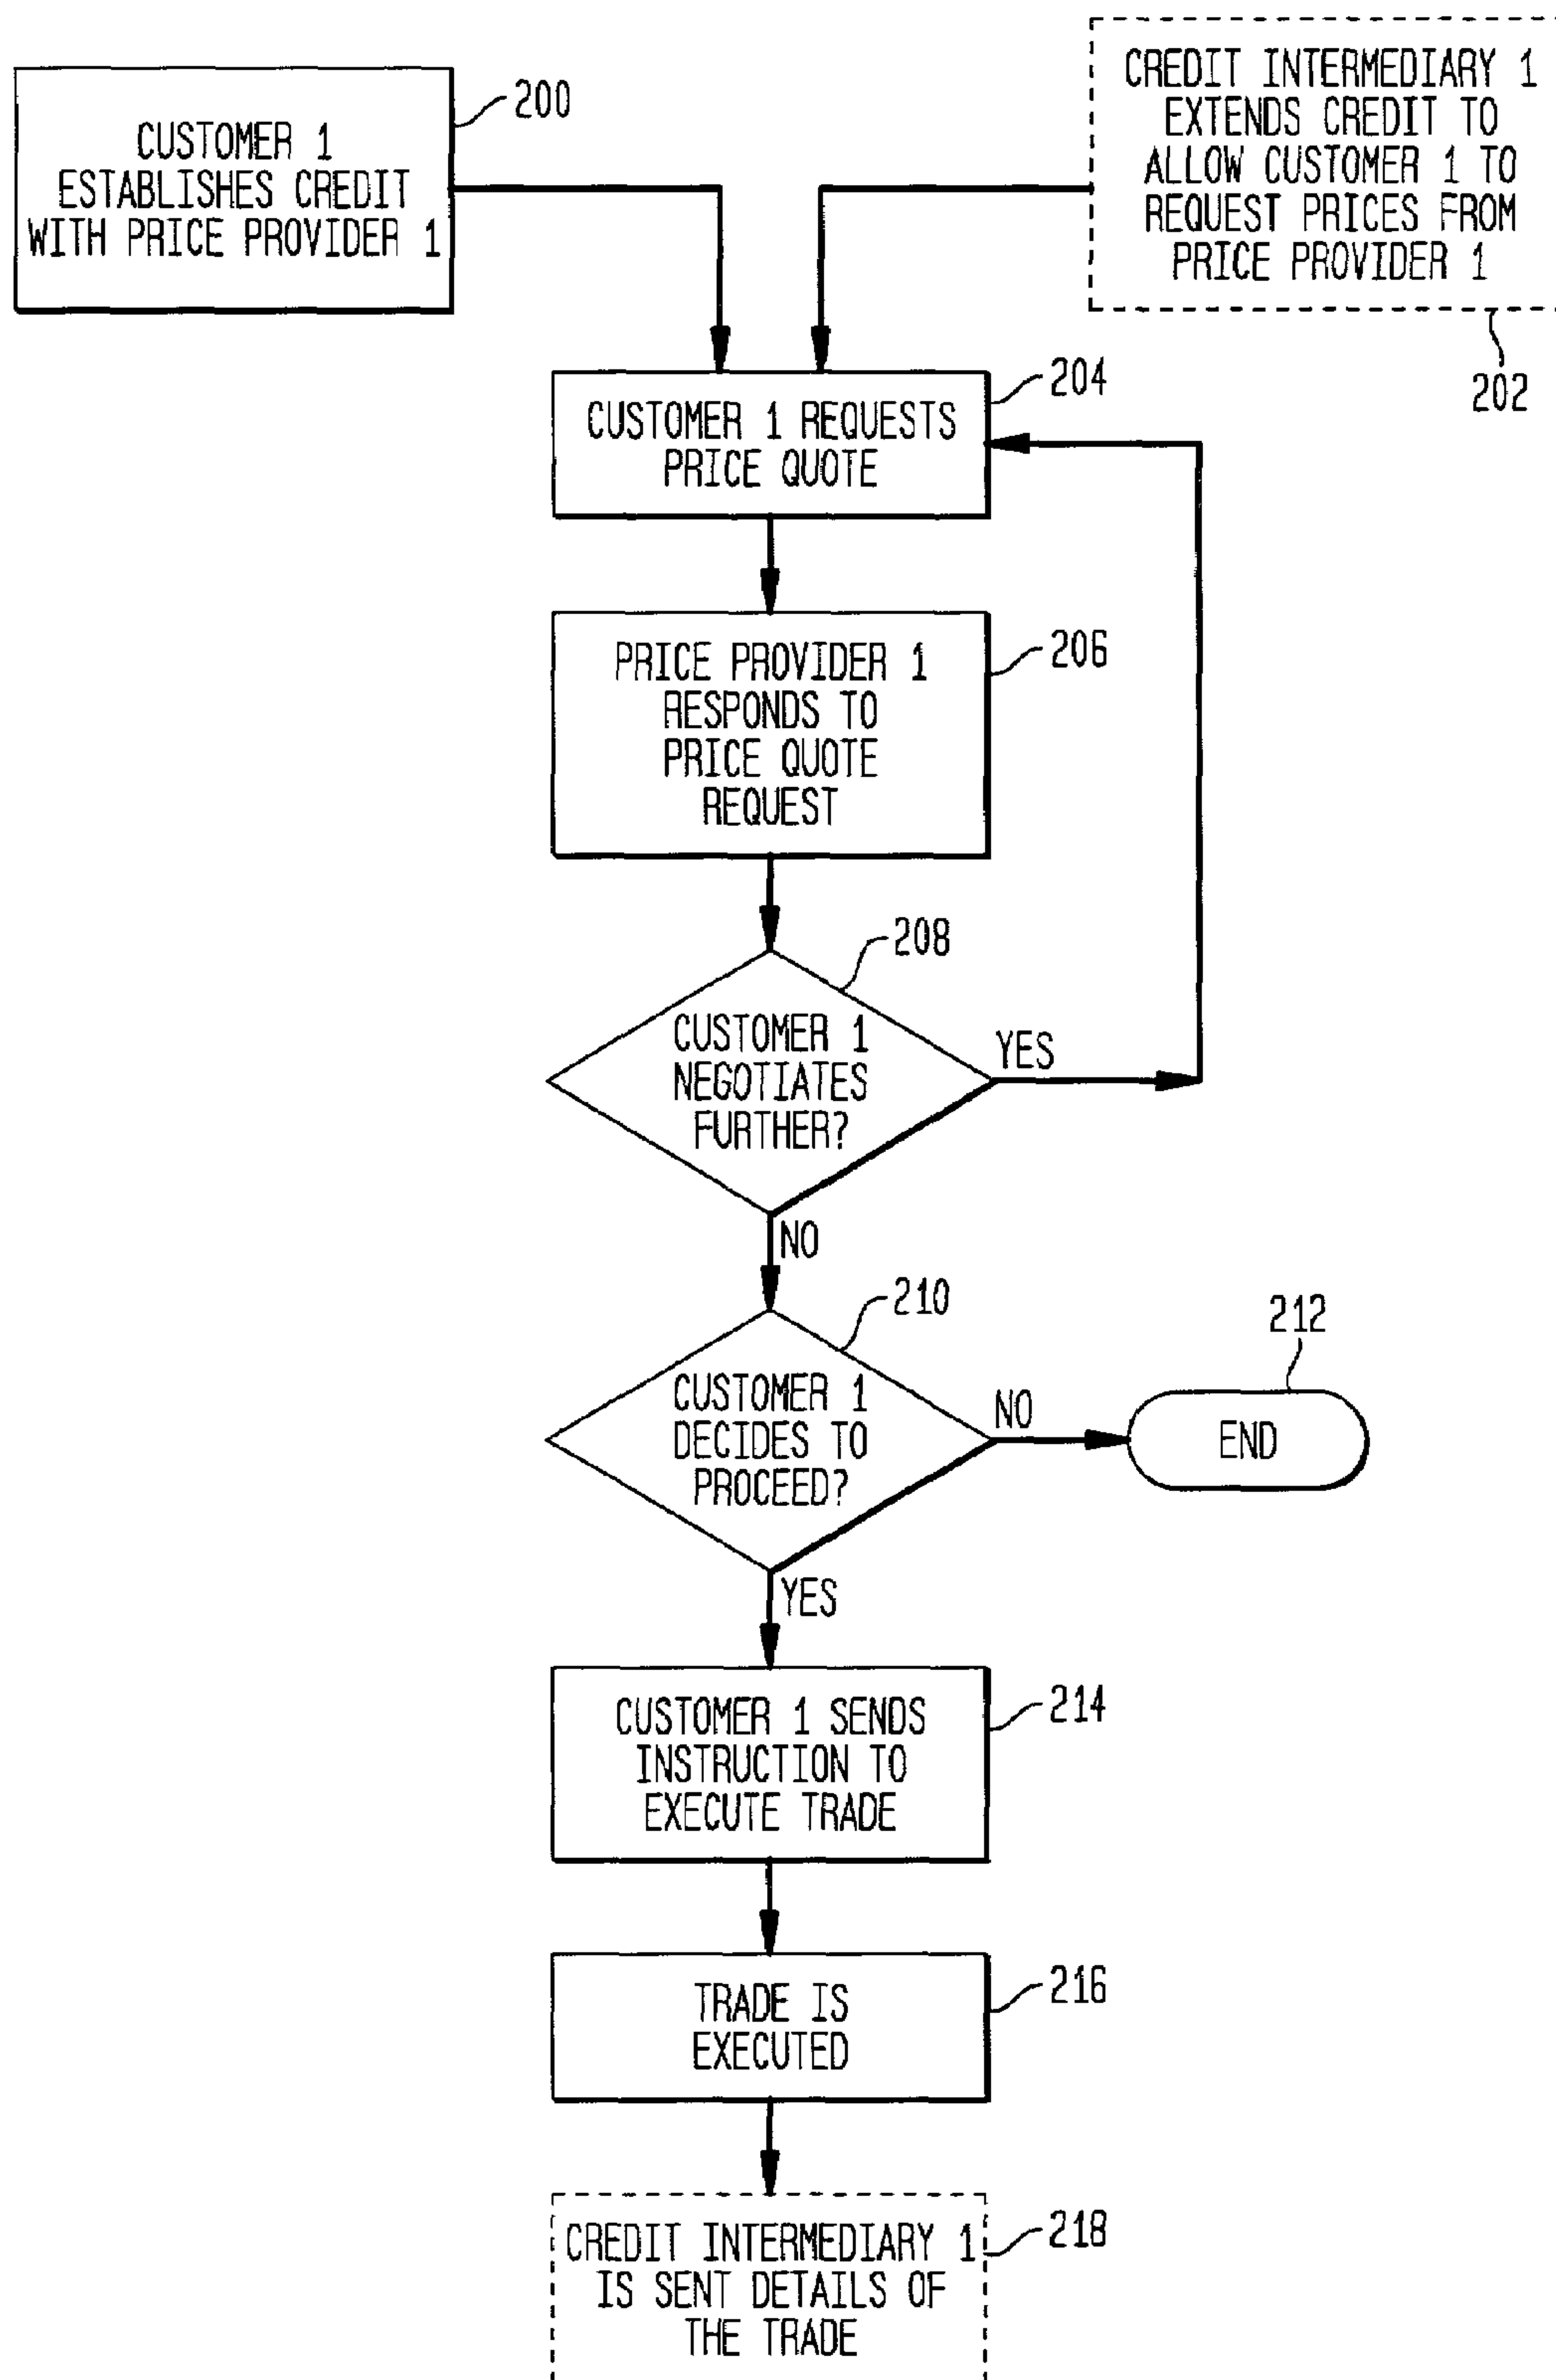 CUSTOMER 1
ESTABLISHES CREDIT
WITH PRICE PROVIDER 1
200
CREDIT INTERMEDIARY 1
EXTENDS CREDIT TO
ALLOW CUSTOMER 1 TO
REQUEST PRICES FROM
PRICE PROVIDER 1
202
CUSTOMER 1 REQUESTS
PRICE QUOTE
204
PRICE PROVIDER 1
RESPONDS TO
PRICE QUOTE
REQUEST
206
CUSTOMER 1
NEGOTIATES
FURTHER?
208
YES
NO
CUSTOMER 1
DECIDES TO
PROCEED?
210
NO
END
212
YES
CUSTOMER 1 SENDS
INSTRUCTION TO
EXECUTE TRADE
214
TRADE IS
EXECUTED
216
CREDIT INTERMEDIARY 1
IS SENT DETAILS OF
THE TRADE
218